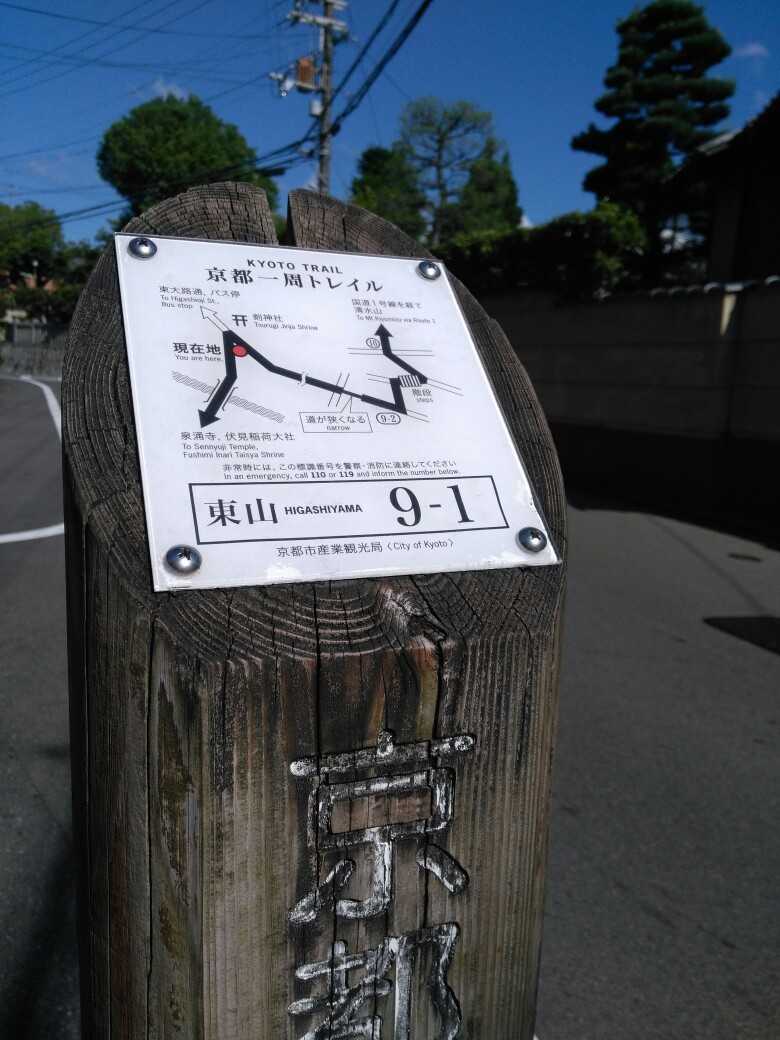 KYOTO TRAIL
京都一周トレイル
東大路通、バス停
To Higashioji St.,
Bus stop
剣神社
Tsurugi Jinja Shrine
国道1号線を経て
清水山
To Mt Kiyomizu via Route 1
現在地
You are here.
10
階段
steps
道が狭くなる
narrow
9-2
泉涌寺、伏見稲荷大社
To Sennyuji Temple,
Fushimi Inari Taisya Shrine
非常時には、この標識番号を警察・消防に連絡してください
In an emergency, call 110 or 119 and inform the number below.
東山 HIGASHIYAMA 9-1
京都市産業観光局〈City of Kyoto〉
京都